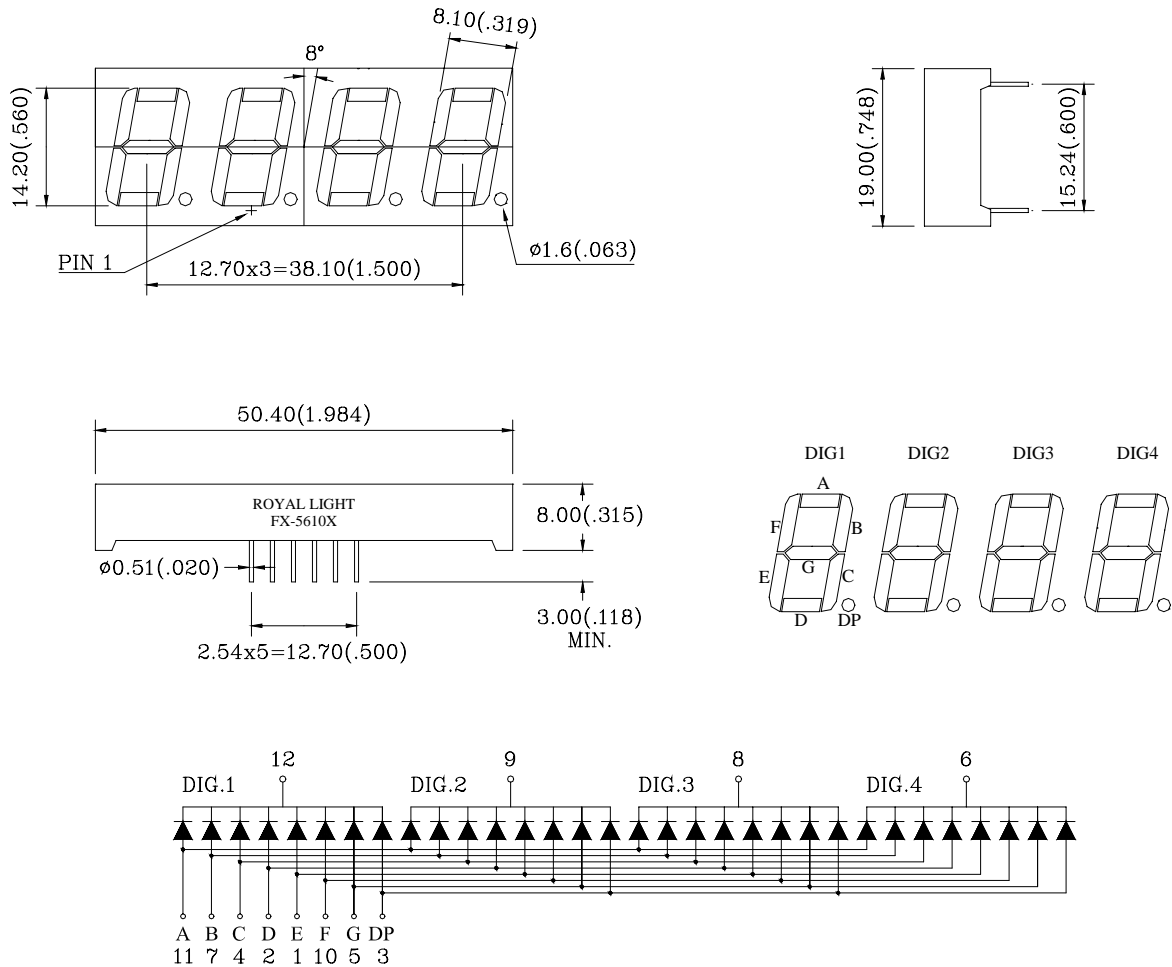 8.10(.319)
8°
14.20(.560)
PIN 1
12.70x3=38.10(1.500)
ø1.6(.063)
19.00(.748)
15.24(.600)
50.40(1.984)
ROYAL LIGHT
FX-5610X
8.00(.315)
ø0.51(.020)
3.00(.118)
MIN.
2.54x5=12.70(.500)
DIG1 DIG2 DIG3 DIG4
A
F B
G
E C
D DP
12 9 8 6
DIG.1 DIG.2 DIG.3 DIG.4
A B C D E F G DP
11 7 4 2 1 10 5 3